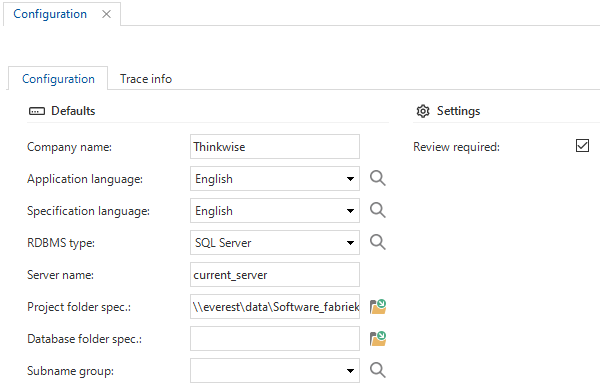 Configuration
Configuration Trace info
Defaults Settings
Company name: Thinkwise Review required:
Application language: English
Specification language: English
RDBMS type: SQL Server
Server name: current_server
Project folder spec.: \\everest\data\Software_fabriek
Database folder spec.:
Subname group: